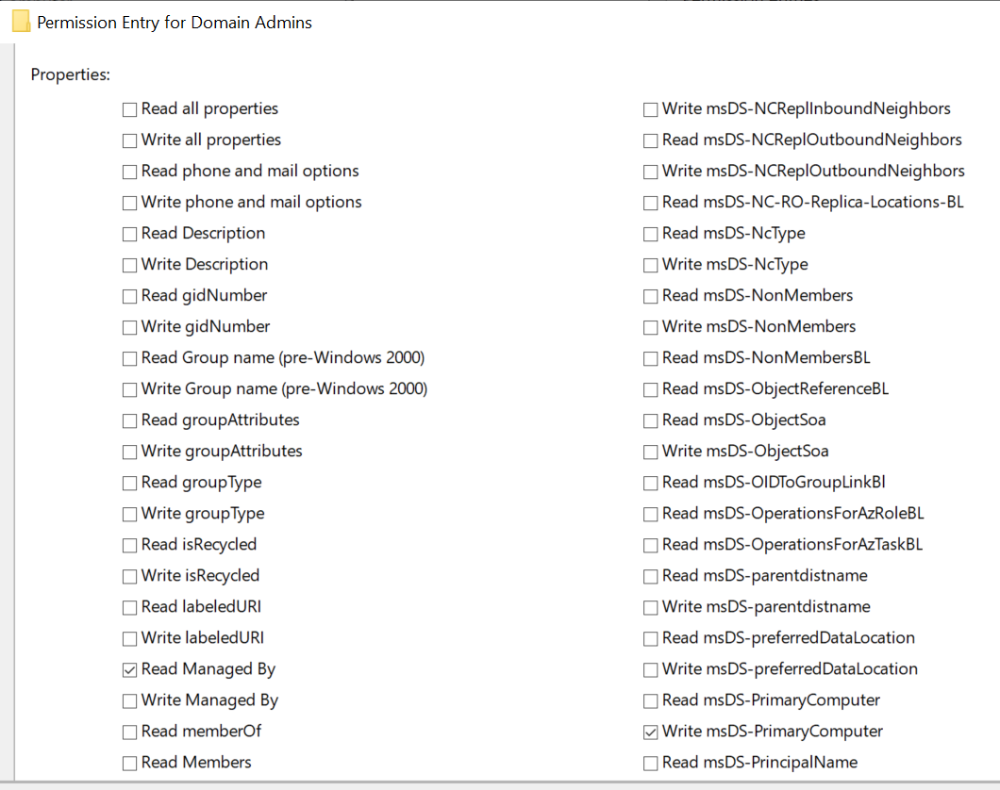 Permission Entry for Domain Admins
Properties:
Read all properties
Write all properties
Read phone and mail options
Write phone and mail options
Read Description
Write Description
Read gidNumber
Write gidNumber
Read Group name (pre-Windows 2000)
Write Group name (pre-Windows 2000)
Read groupAttributes
Write groupAttributes
Read groupType
Write groupType
Read isRecycled
Write isRecycled
Read labeledURI
Write labeledURI
Read Managed By
Write Managed By
Read memberOf
Read Members
Write msDS-NCReplInboundNeighbors
Read msDS-NCReplOutboundNeighbors
Write msDS-NCReplOutboundNeighbors
Read msDS-NC-RO-Replica-Locations-BL
Read msDS-NcType
Write msDS-NcType
Read msDS-NonMembers
Write msDS-NonMembers
Read msDS-NonMembersBL
Read msDS-ObjectReferenceBL
Read msDS-ObjectSoa
Write msDS-ObjectSoa
Read msDS-OIDToGroupLinkBl
Read msDS-OperationsForAzRoleBL
Read msDS-OperationsForAzTaskBL
Read msDS-parentdistname
Write msDS-parentdistname
Read msDS-preferredDataLocation
Write msDS-preferredDataLocation
Read msDS-PrimaryComputer
Write msDS-PrimaryComputer
Read msDS-PrincipalName